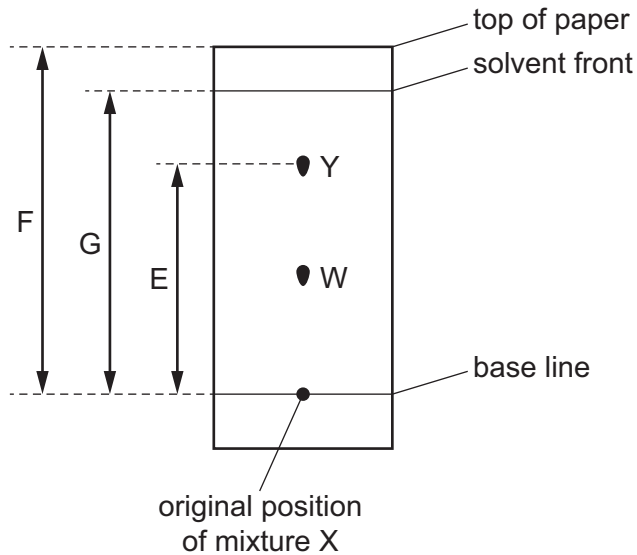 top of paper
solvent front
Y
F
G
E
W
base line
original position
of mixture X